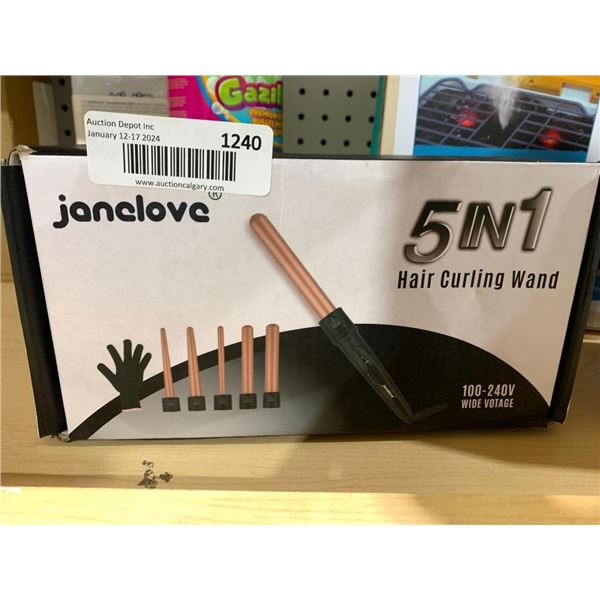 Gazil
PREMIUM
Auction Depot Inc
January 12-17 2024
1240
www.auctioncalgary.com
janelove®
5IN1
Hair Curling Wand
100-240V
WIDE VOTAGE